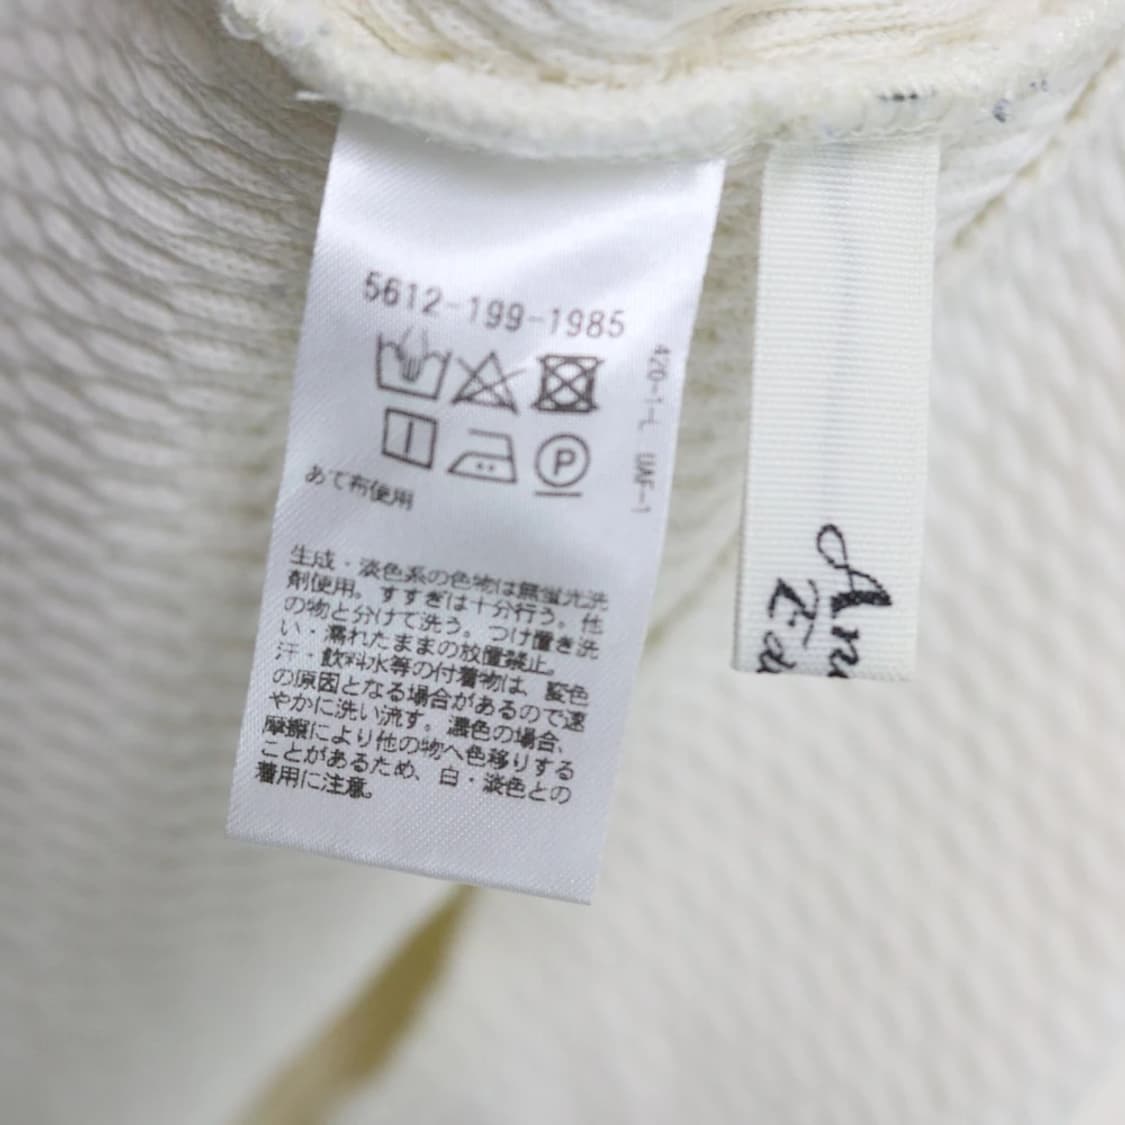 5612-199-1985
P
420-1-L UAF-1
あて布使用
生成・淡色系の色物は無蛍光洗
剤使用。すすぎは十分行う。他
の物と分けて洗う。つけ置き洗
い・濡れたままの放置禁止。
汗・飲料水等の付着物は、変色
の原因となる場合があるので速
やかに洗い流す。濃色の場合、
摩擦により他の物へ色移りする
ことがあるため、白・淡色との
着用に注意。